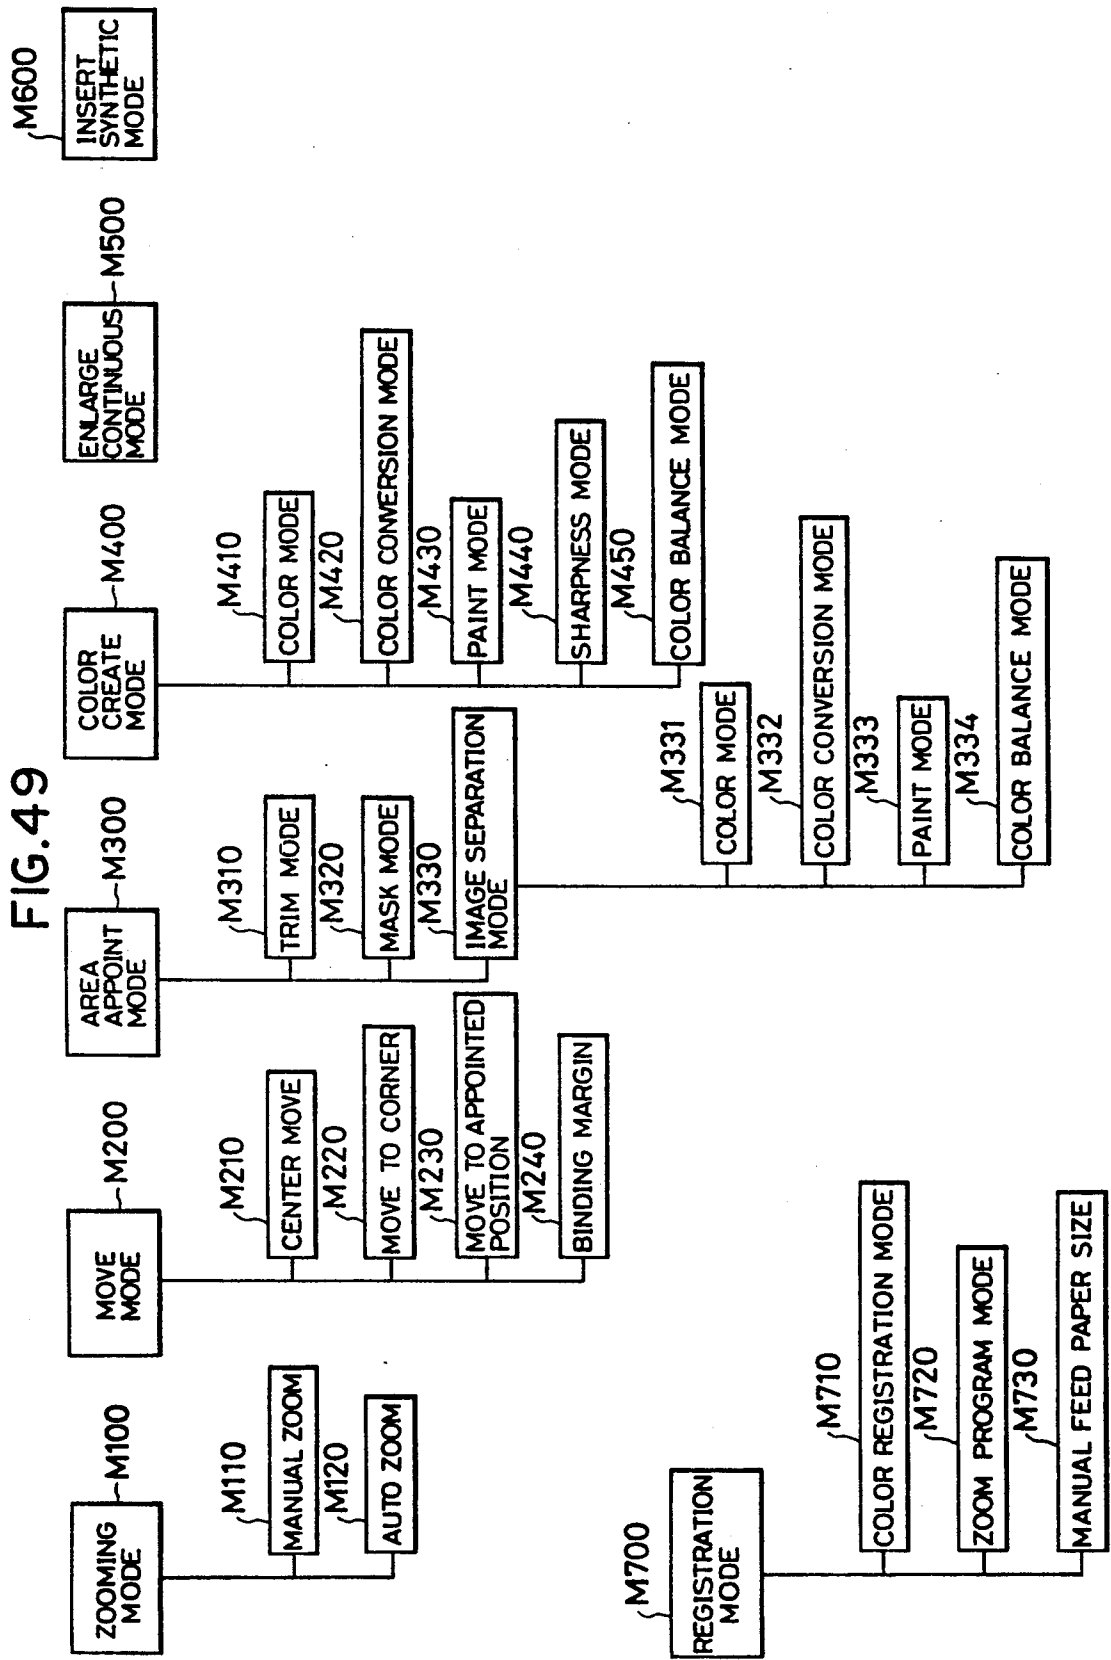 FIG.49
M100
ZOOMING
MODE
M110
MANUAL ZOOM
M120
AUTO ZOOM
M200
MOVE
MODE
M210
CENTER MOVE
M220
MOVE TO CORNER
M230
MOVE TO APPOINTED
POSITION
M240
BINDING MARGIN
M300
AREA
APPOINT
MODE
M310
TRIM MODE
M320
MASK MODE
M330
IMAGE SEPARATION
MODE
M331
COLOR MODE
M332
COLOR CONVERSION MODE
M333
PAINT MODE
M334
COLOR BALANCE MODE
M400
COLOR
CREATE
MODE
M410
COLOR MODE
M420
COLOR CONVERSION MODE
M430
PAINT MODE
M440
SHARPNESS MODE
M450
COLOR BALANCE MODE
M500
ENLARGE
CONTINUOUS
MODE
M600
INSERT
SYNTHETIC
MODE
M700
REGISTRATION
MODE
M710
COLOR REGISTRATION MODE
M720
ZOOM PROGRAM MODE
M730
MANUAL FEED PAPER SIZE